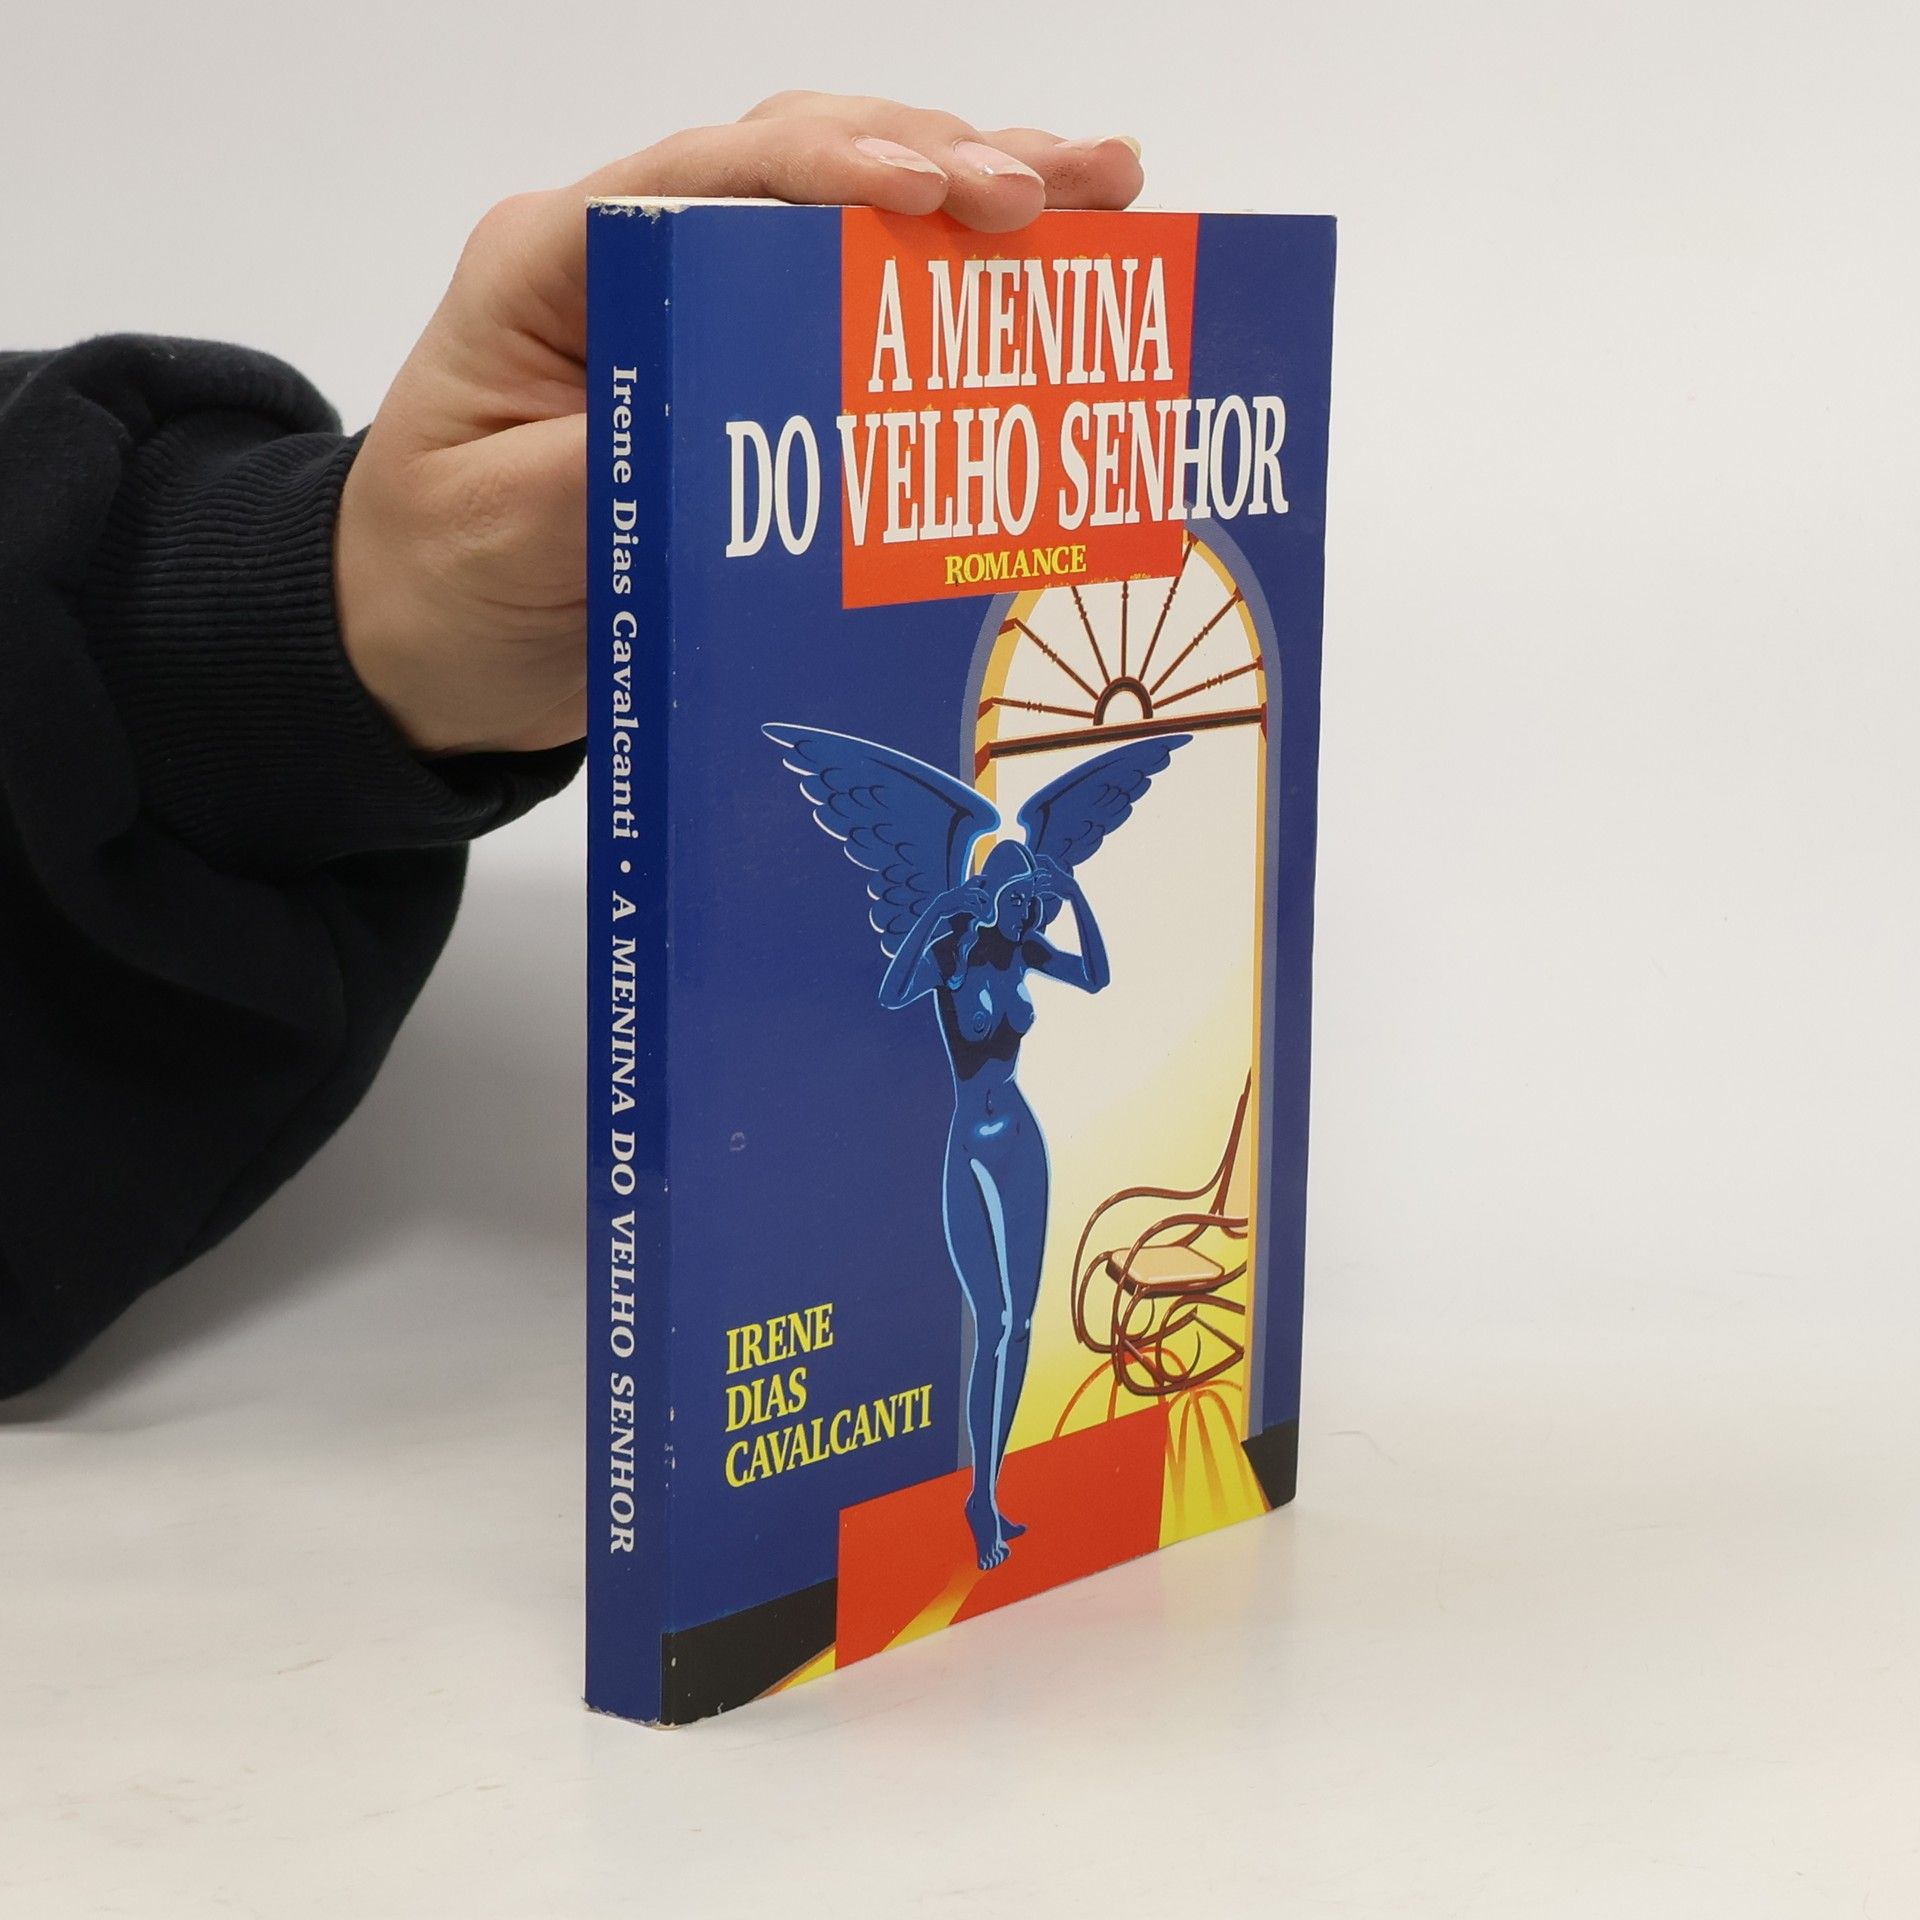 A MENINA
DO VELHO SENHOR
ROMANCE
IRENE
DIAS
CAVALCANTI
Irene Dias Cavalcanti • A MENINA DO VELHO SENHOR